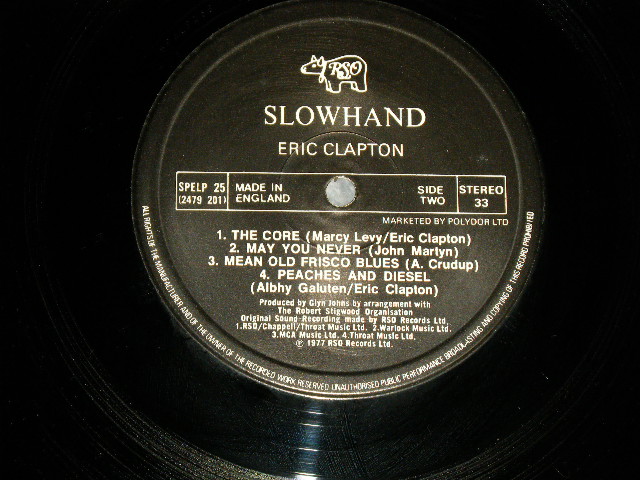 RSO
SLOWHAND
ERIC CLAPTON
SPELP 25
(2479 201)
MADE IN
ENGLAND
SIDE
TWO
STEREO
33
MARKETED BY POLYDOR LTD
1. THE CORE (Marcy Levy/Eric Clapton)
2. MAY YOU NEVER (John Martyn)
3. MEAN OLD FRISCO BLUES (A. Crudup)
4. PEACHES AND DIESEL
(Albhy Galuten/Eric Clapton)
Produced by Glyn Johns by arrangement with
The Robert Stigwood Organisation
Original Sound-Recording made by RSO Records Ltd.
1.RSO/Chappell/Throat Music Ltd. 2.Warlock Music Ltd.
3.MCA Music Ltd. 4.Throat Music Ltd.
℗ 1977 RSO Records Ltd.
ALL RIGHTS OF THE MANUFACTURER AND OF THE OWNER OF THE RECORDED WORK RESERVED UNAUTHORISED PUBLIC PERFORMANCE BROADCASTING AND COPYING OF THIS RECORD PROHIBITED